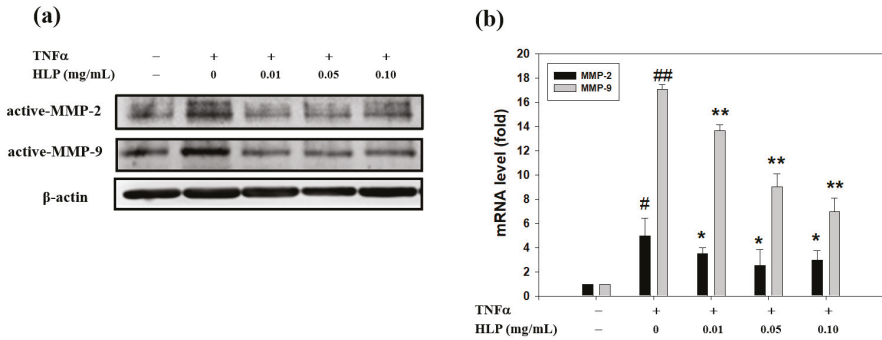 (a)
TNFα – + + + +
HLP (mg/mL) – 0 0.01 0.05 0.10
active-MMP-2
active-MMP-9
β-actin
(b)
mRNA level (fold)
20
18
16
14
12
10
8
6
4
2
0
MMP-2
MMP-9
# ##
* **
* **
* **
TNFα – + + + +
HLP (mg/mL) – 0 0.01 0.05 0.10